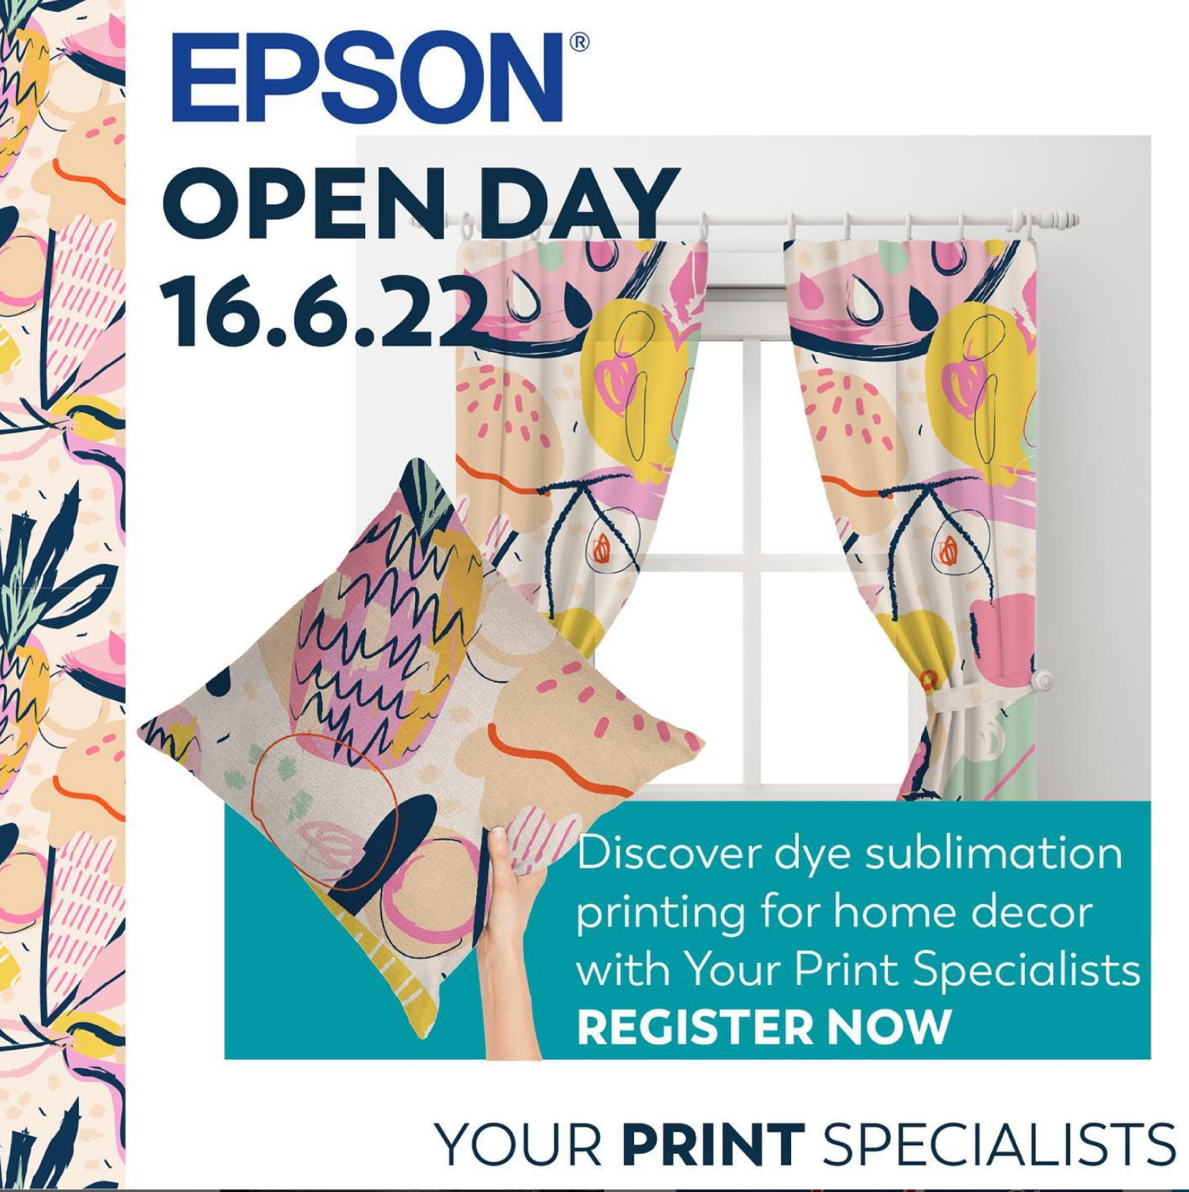 EPSON®
OPEN DAY
16.6.22
Discover dye sublimation
printing for home decor
with Your Print Specialists
REGISTER NOW
YOUR PRINT SPECIALISTS